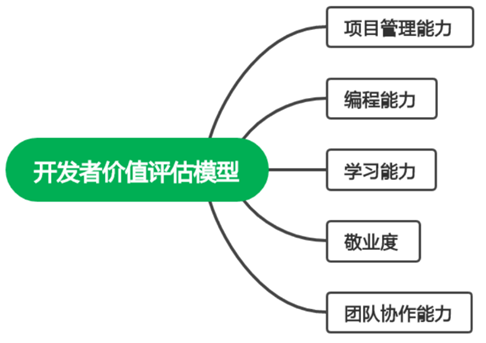 开发者价值评估模型
项目管理能力
编程能力
学习能力
敬业度
团队协作能力